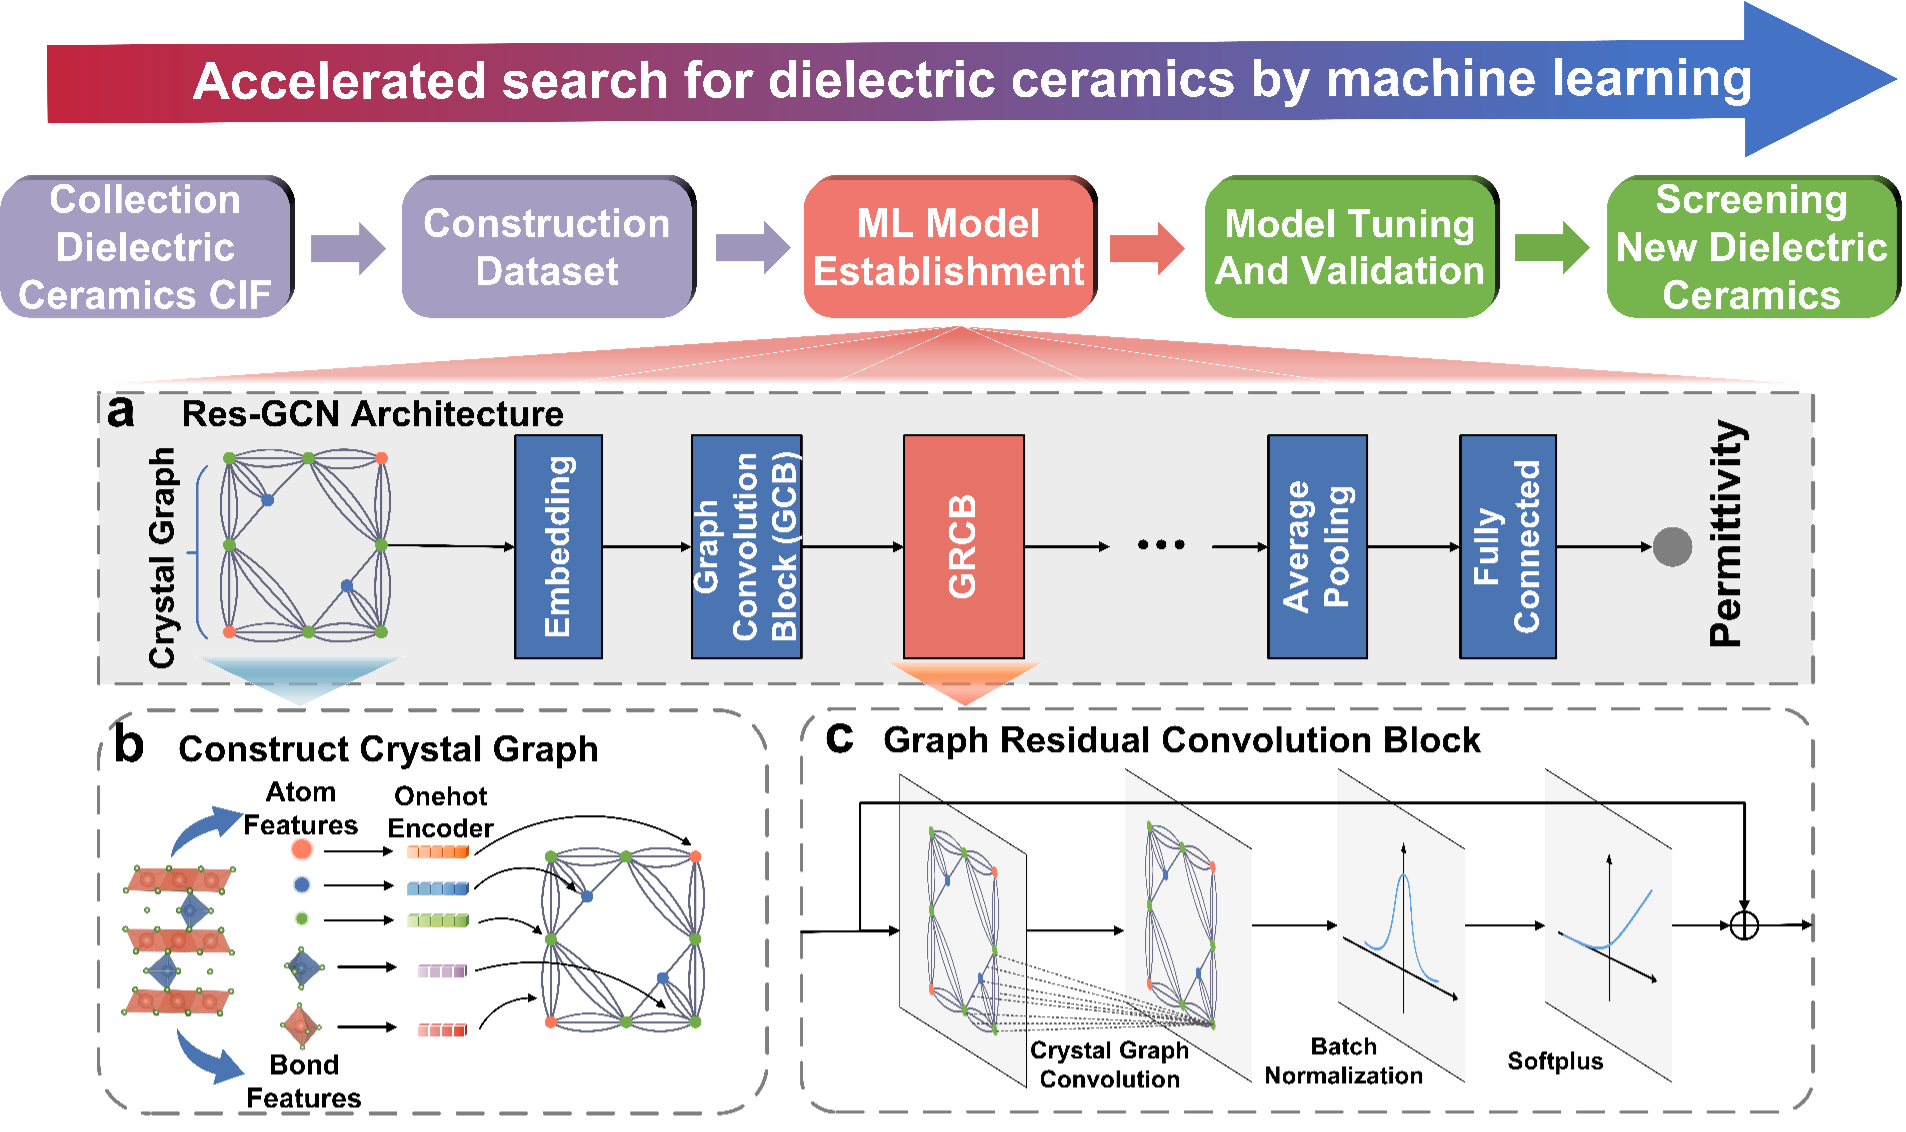 Accelerated search for dielectric ceramics by machine learning
Collection
Dielectric
Ceramics CIF
Construction
Dataset
ML Model
Establishment
Model Tuning
And Validation
Screening
New Dielectric
Ceramics
a
Res-GCN Architecture
Crystal Graph
Embedding
Graph
Convolution
Block (GCB)
GRCB
...
Average
Pooling
Fully
Connected
Permittivity
b
Construct Crystal Graph
Atom
Features
Onehot
Encoder
Bond
Features
c
Graph Residual Convolution Block
Crystal Graph
Convolution
Batch
Normalization
Softplus